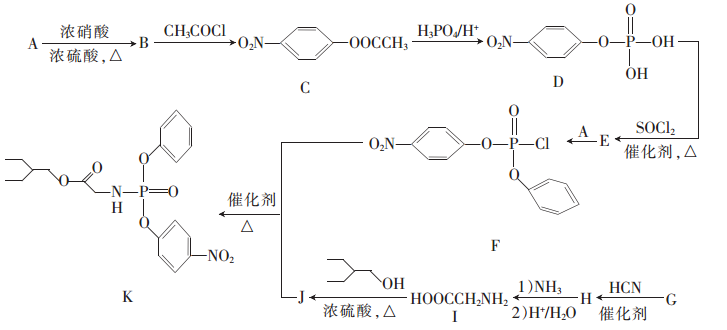 A 浓硝酸 浓硫酸,△ B CH₃COCl O₂N- -OOCCH₃ H₃PO₄/H⁺ O₂N- -O-P-OH
O
OH
C
D
SOCl₂
催化剂,△
E
A
O₂N- -O-P-Cl
O
O
F
催化剂
△
O
O
O
N-P=O
H
O
-NO₂
K
OH
J 浓硫酸,△ HOOCCH₂NH₂ 1)NH₃ 2)H⁺/H₂O H HCN 催化剂 G
I